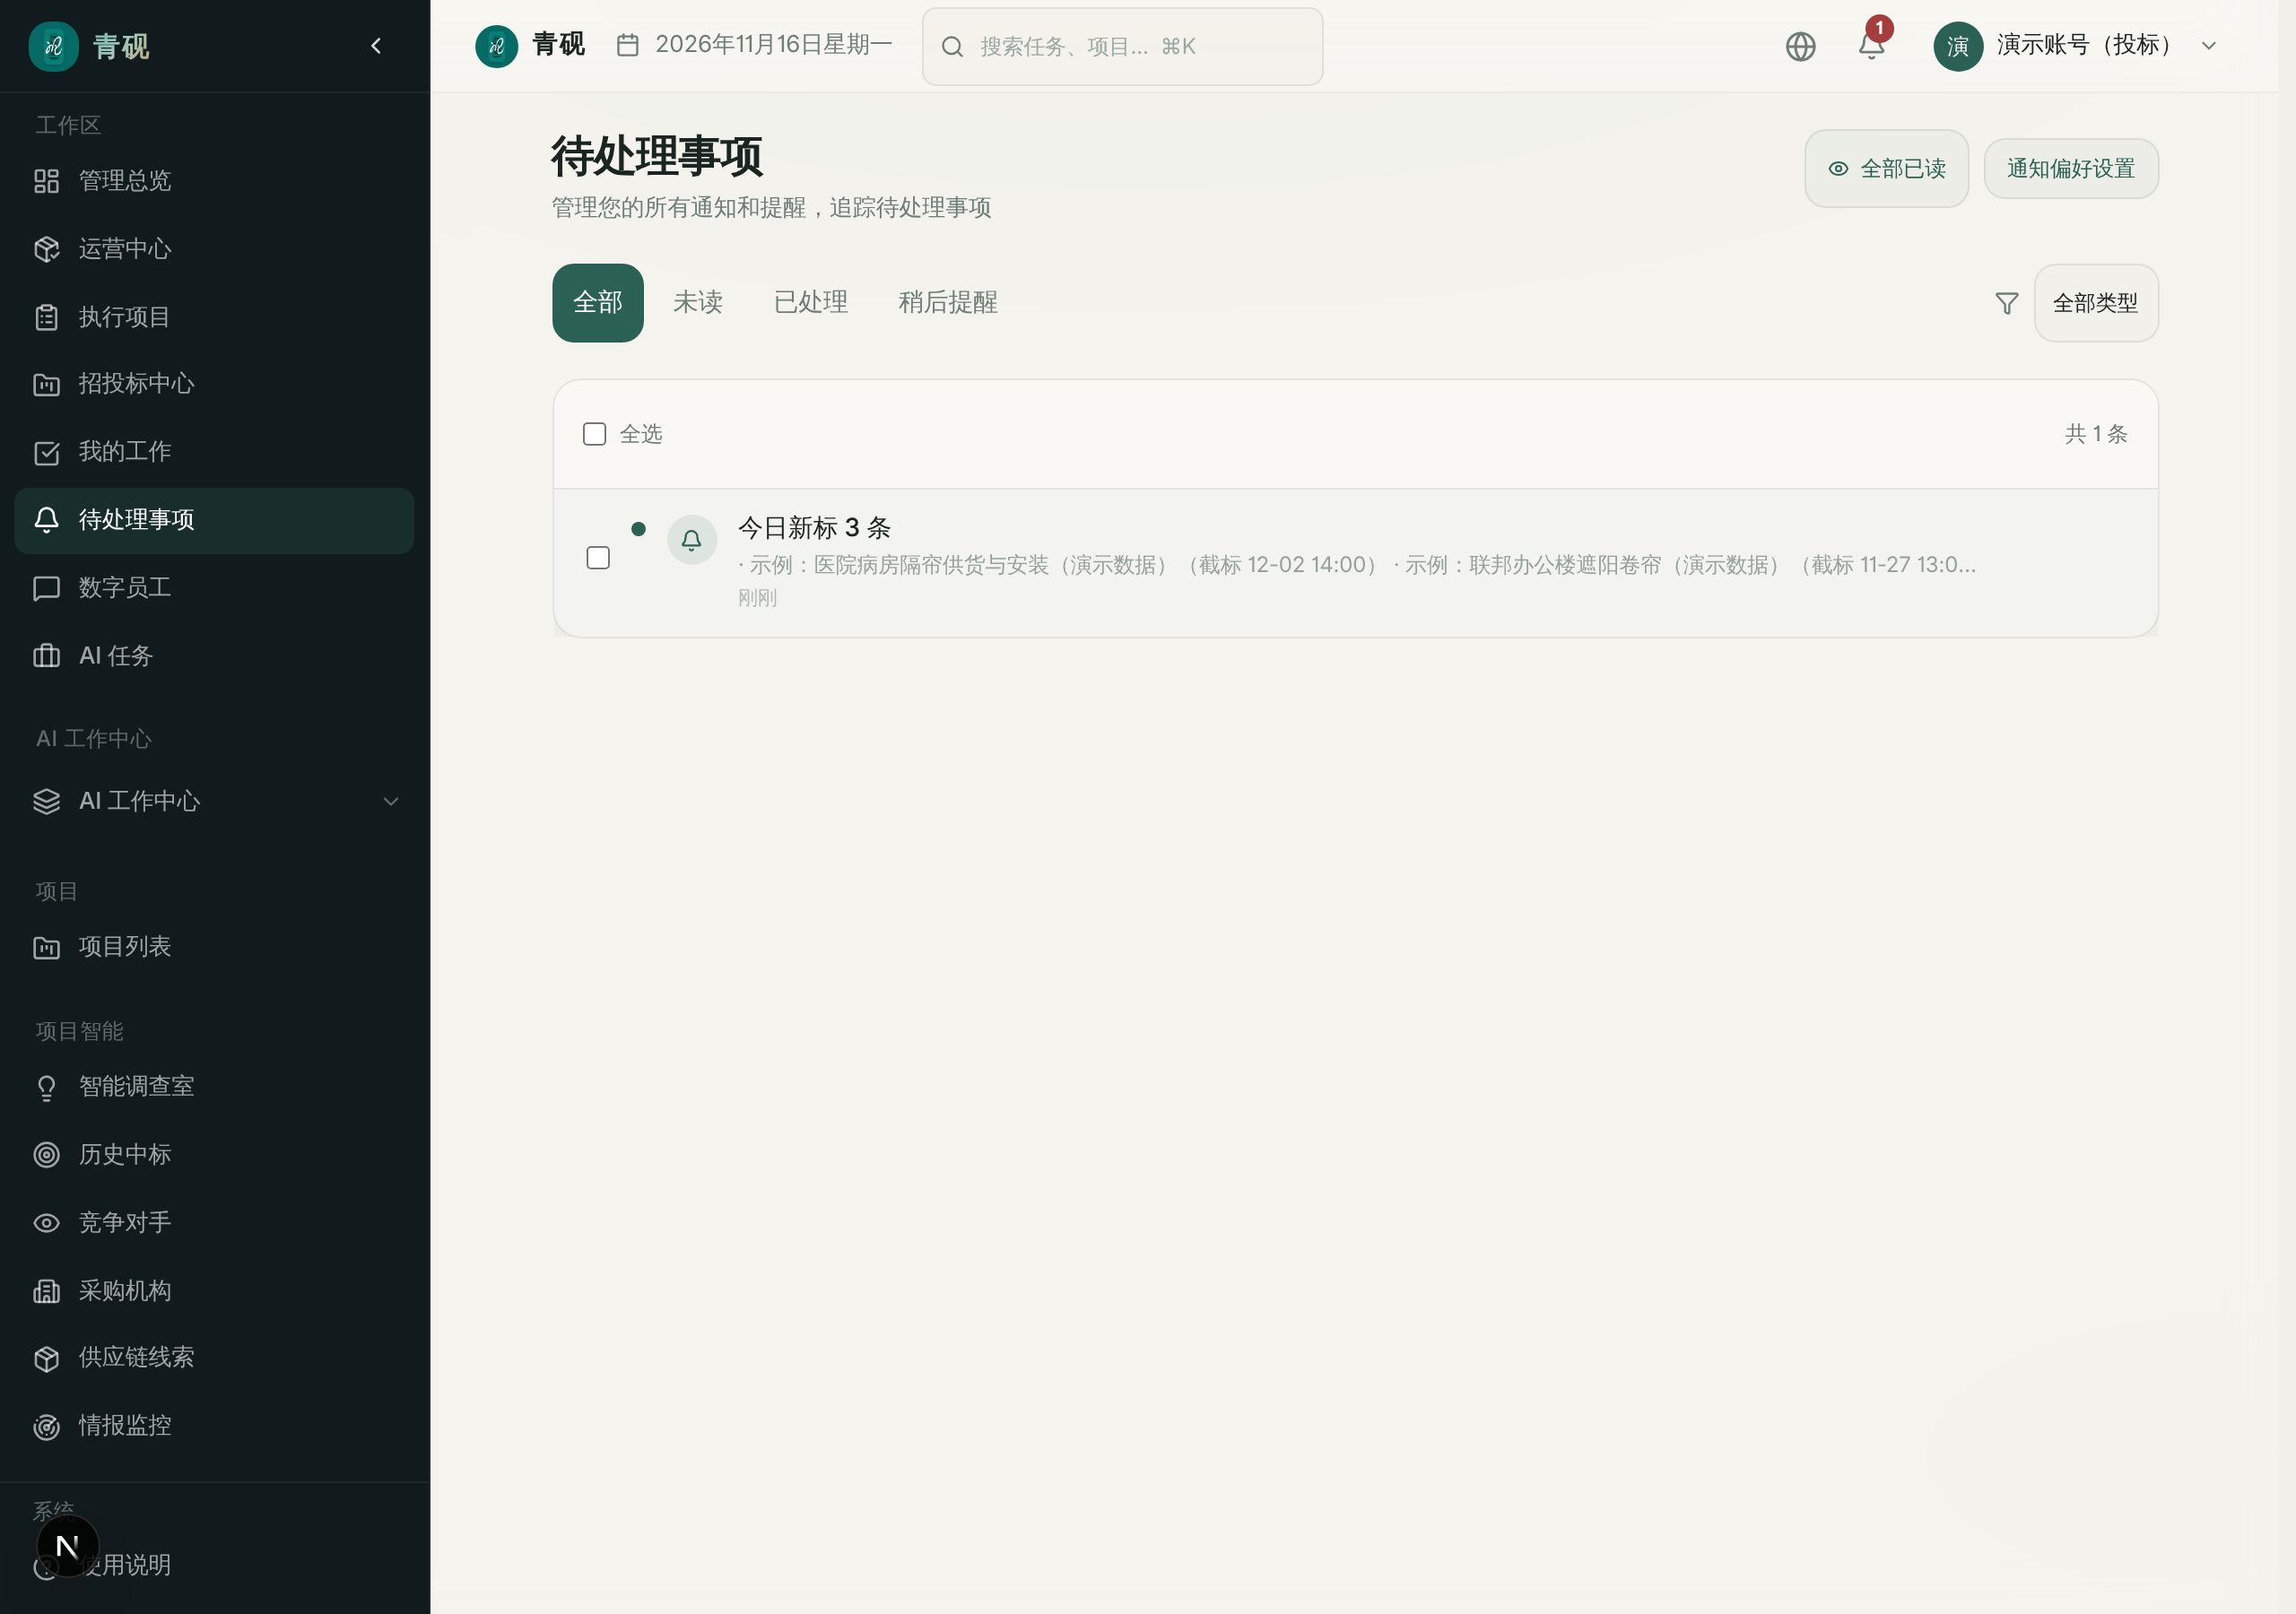 青砚
工作区
管理总览
运营中心
执行项目
招投标中心
我的工作
待处理事项
数字员工
AI 任务
AI 工作中心
AI 工作中心
项目
项目列表
项目智能
智能调查室
历史中标
竞争对手
采购机构
供应链线索
情报监控
系统
N
使用说明
青砚 2026年11月16日星期一 搜索任务、项目... ⌘K 1 演 演示账号（投标）
待处理事项
管理您的所有通知和提醒，追踪待处理事项
全部已读 通知偏好设置
全部 未读 已处理 稍后提醒 全部类型
全选 共 1 条
今日新标 3 条
· 示例：医院病房隔帘供货与安装（演示数据）（截标 12-02 14:00） · 示例：联邦办公楼遮阳卷帘（演示数据）（截标 11-27 13:0...
刚刚